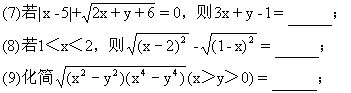 (7)若|x -5|+√(2x+y+6)=0，则3x+y -1= ______；
(8)若1＜x＜2，则√((x－2)²) -√((1-x)²)= ______；
(9)化简√((x²－y²)(x⁴－y⁴))(x＞y＞0)= ______；